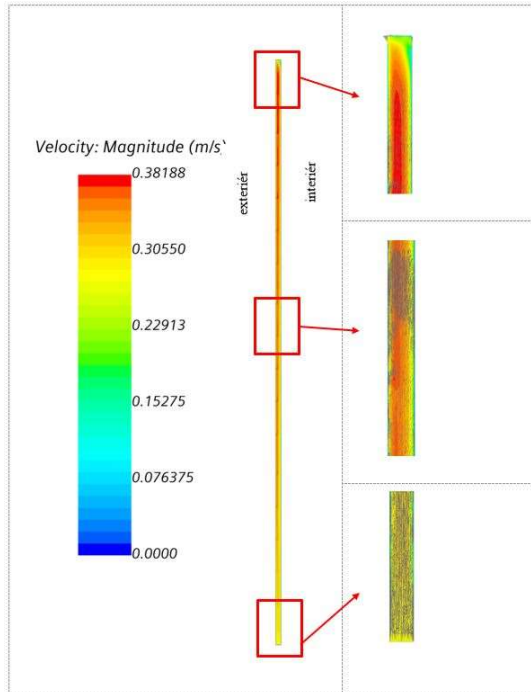 Velocity: Magnitude (m/s)
0.38188
0.30550
0.22913
0.15275
0.076375
0.0000
exteriér
interiér